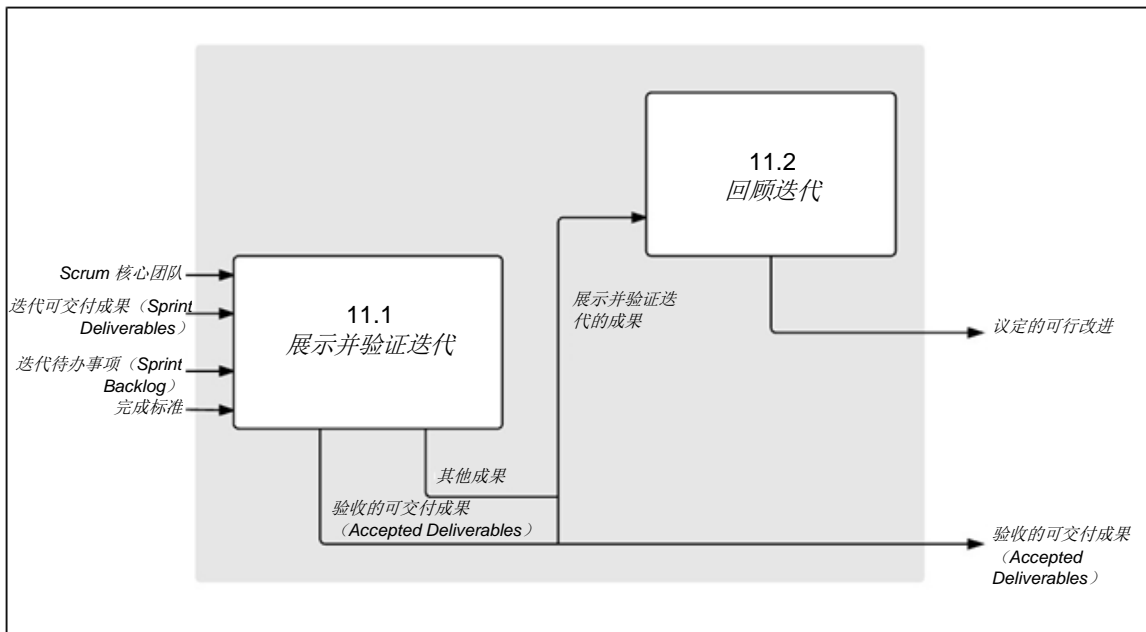 11.2
回顾迭代
Scrum 核心团队
迭代可交付成果（Sprint
Deliverables）
迭代待办事项（Sprint
Backlog）
完成标准
11.1
展示并验证迭代
展示并验证迭
代的成果
议定的可行改进
其他成果
验收的可交付成果
（Accepted Deliverables）
验收的可交付成果
（Accepted
Deliverables）